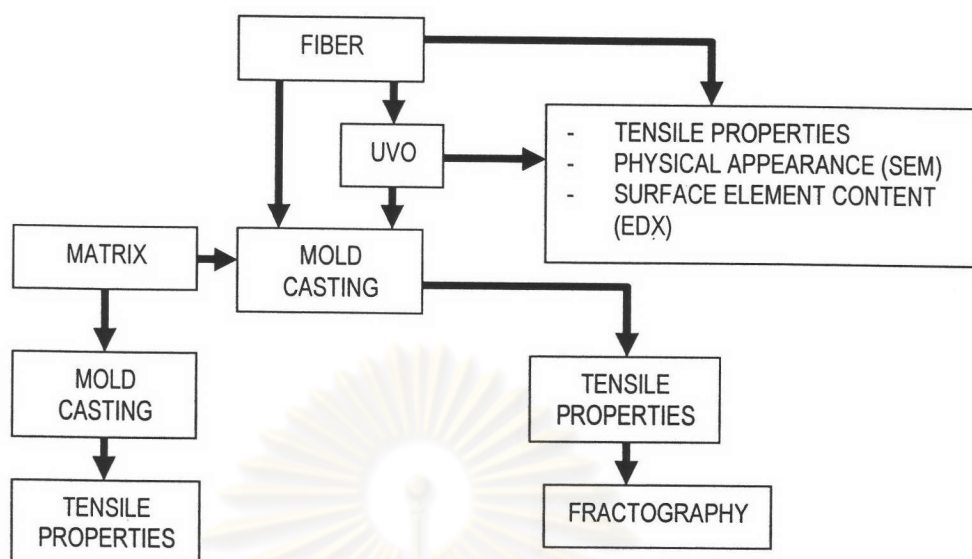 FIBER
UVO
- TENSILE PROPERTIES
- PHYSICAL APPEARANCE (SEM)
- SURFACE ELEMENT CONTENT
(EDX)
MATRIX
MOLD
CASTING
MOLD
CASTING
TENSILE
PROPERTIES
TENSILE
PROPERTIES
FRACTOGRAPHY